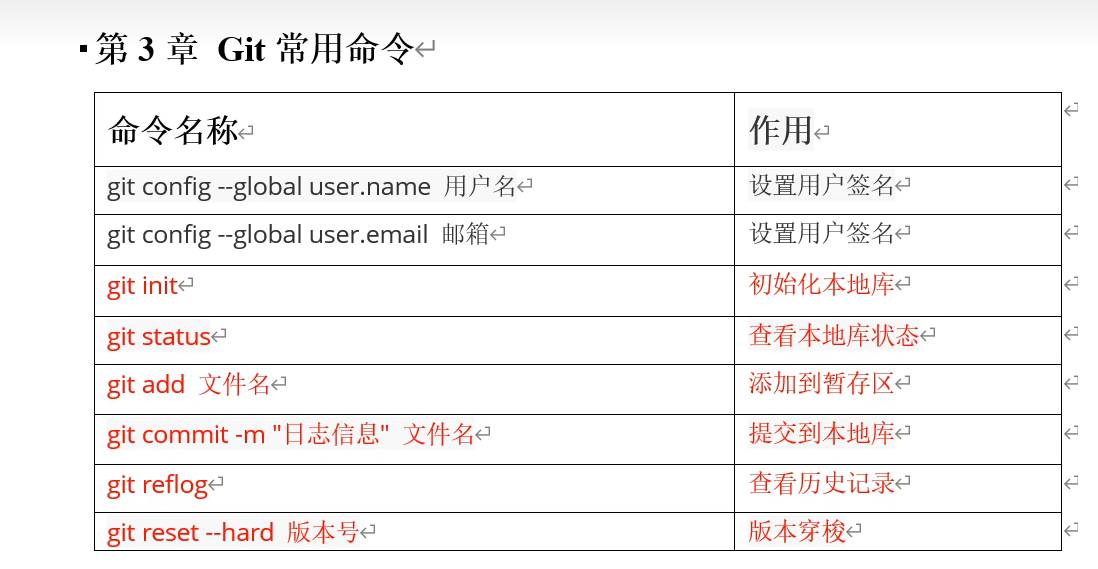 第 3 章 Git 常用命令
命令名称 作用
git config --global user.name 用户名 设置用户签名
git config --global user.email 邮箱 设置用户签名
git init 初始化本地库
git status 查看本地库状态
git add 文件名 添加到暂存区
git commit -m "日志信息" 文件名 提交到本地库
git reflog 查看历史记录
git reset --hard 版本号 版本穿梭